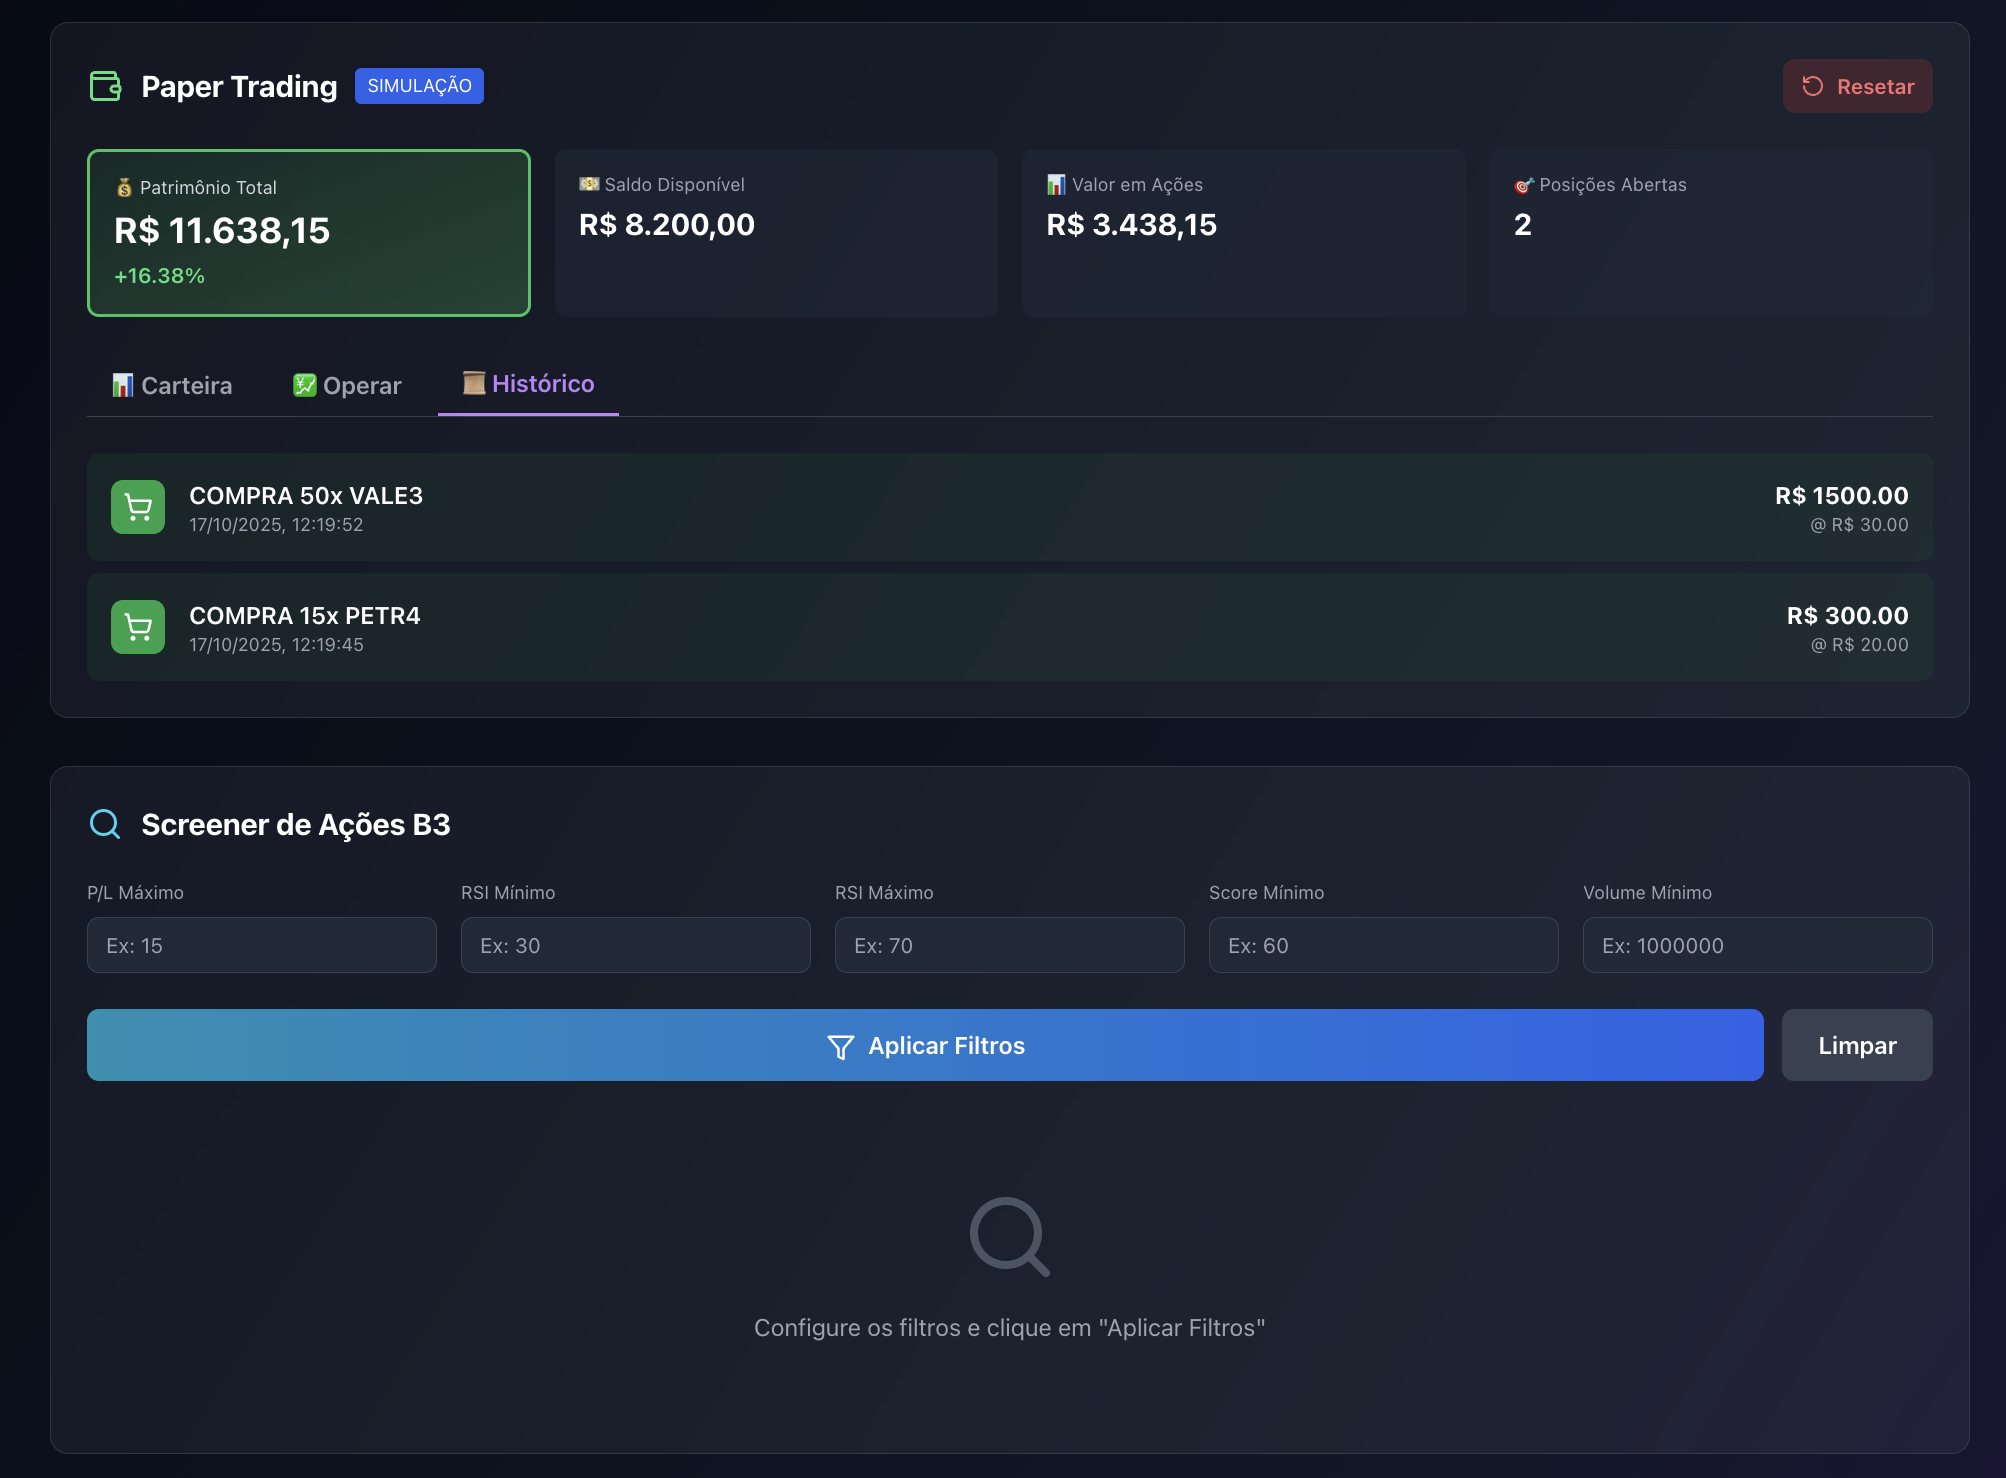 Paper Trading
SIMULAÇÃO
Resetar
Patrimônio Total
R$ 11.638,15
+16.38%
Saldo Disponível
R$ 8.200,00
Valor em Ações
R$ 3.438,15
Posições Abertas
2
Carteira
Operar
Histórico
COMPRA 50x VALE3
17/10/2025, 12:19:52
R$ 1500.00
@ R$ 30.00
COMPRA 15x PETR4
17/10/2025, 12:19:45
R$ 300.00
@ R$ 20.00
Screener de Ações B3
P/L Máximo
Ex: 15
RSI Mínimo
Ex: 30
RSI Máximo
Ex: 70
Score Mínimo
Ex: 60
Volume Mínimo
Ex: 1000000
Aplicar Filtros
Limpar
Configure os filtros e clique em "Aplicar Filtros"